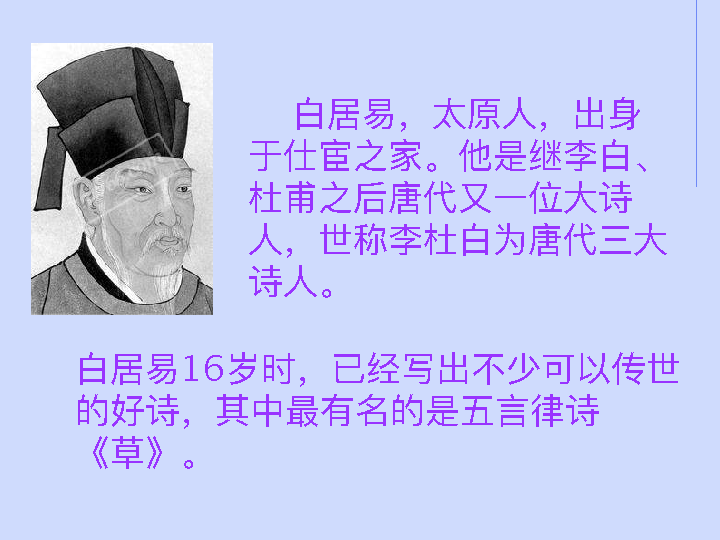 白居易，太原人，出身
于仕宦之家。他是继李白、
杜甫之后唐代又一位大诗
人，世称李杜白为唐代三大
诗人。
白居易16岁时，已经写出不少可以传世
的好诗，其中最有名的是五言律诗
《草》。